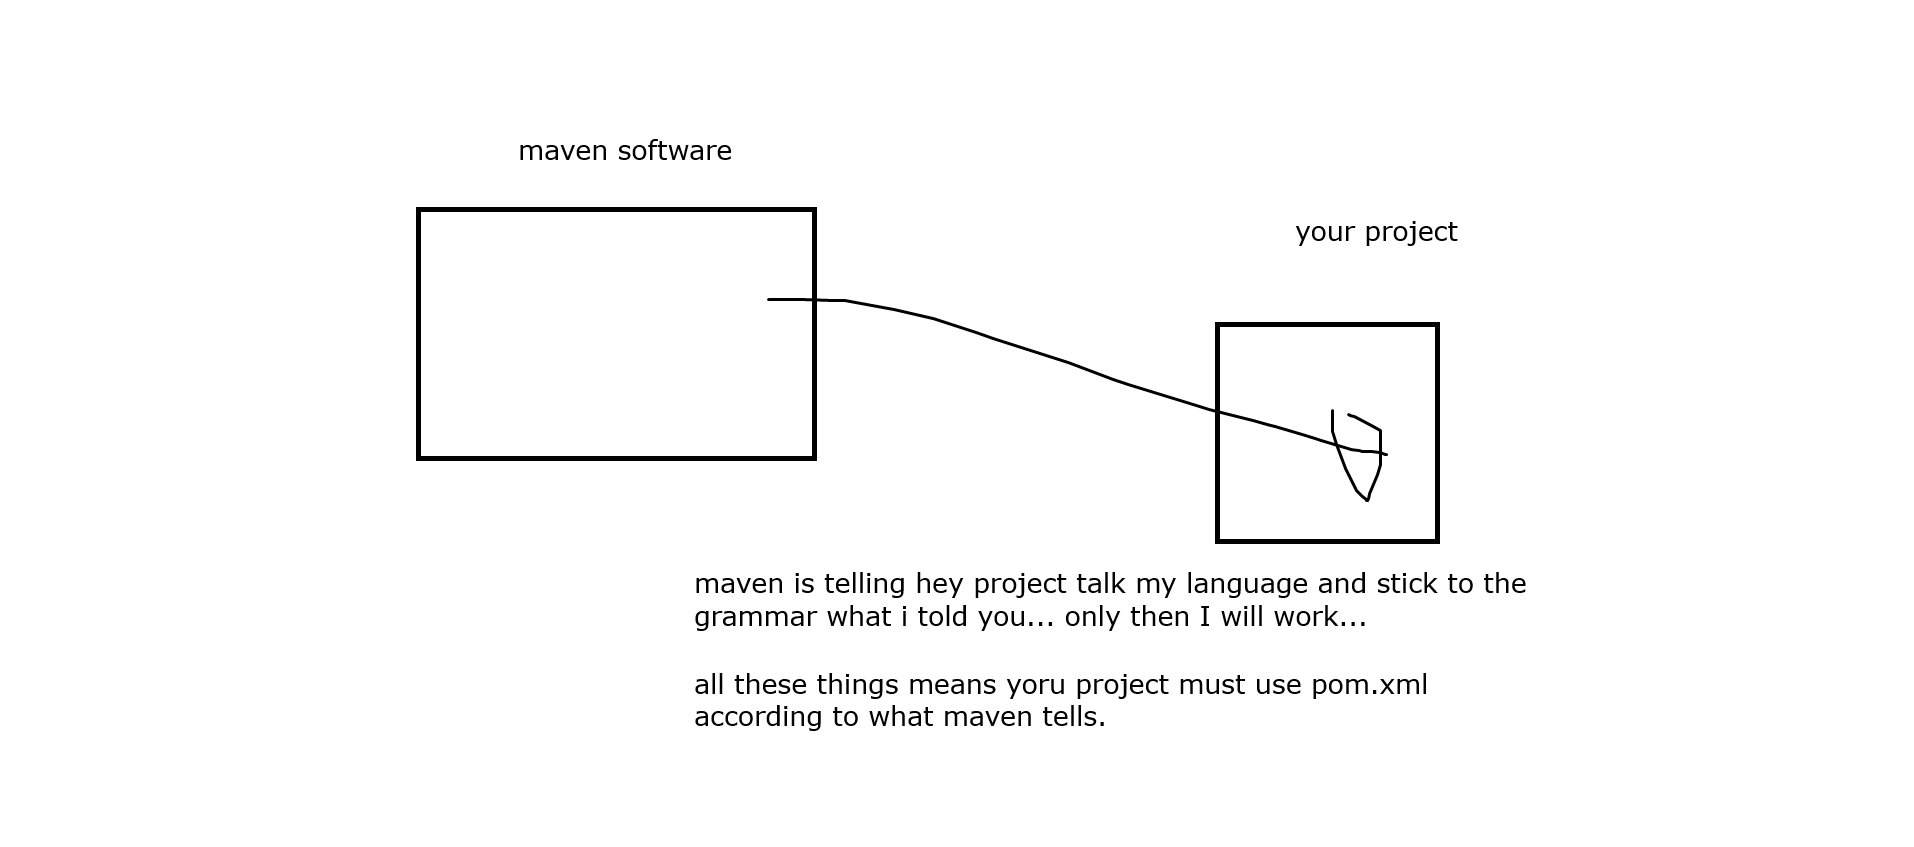 maven software
your project
maven is telling hey project talk my language and stick to the
grammar what i told you... only then I will work...
all these things means yoru project must use pom.xml
according to what maven tells.